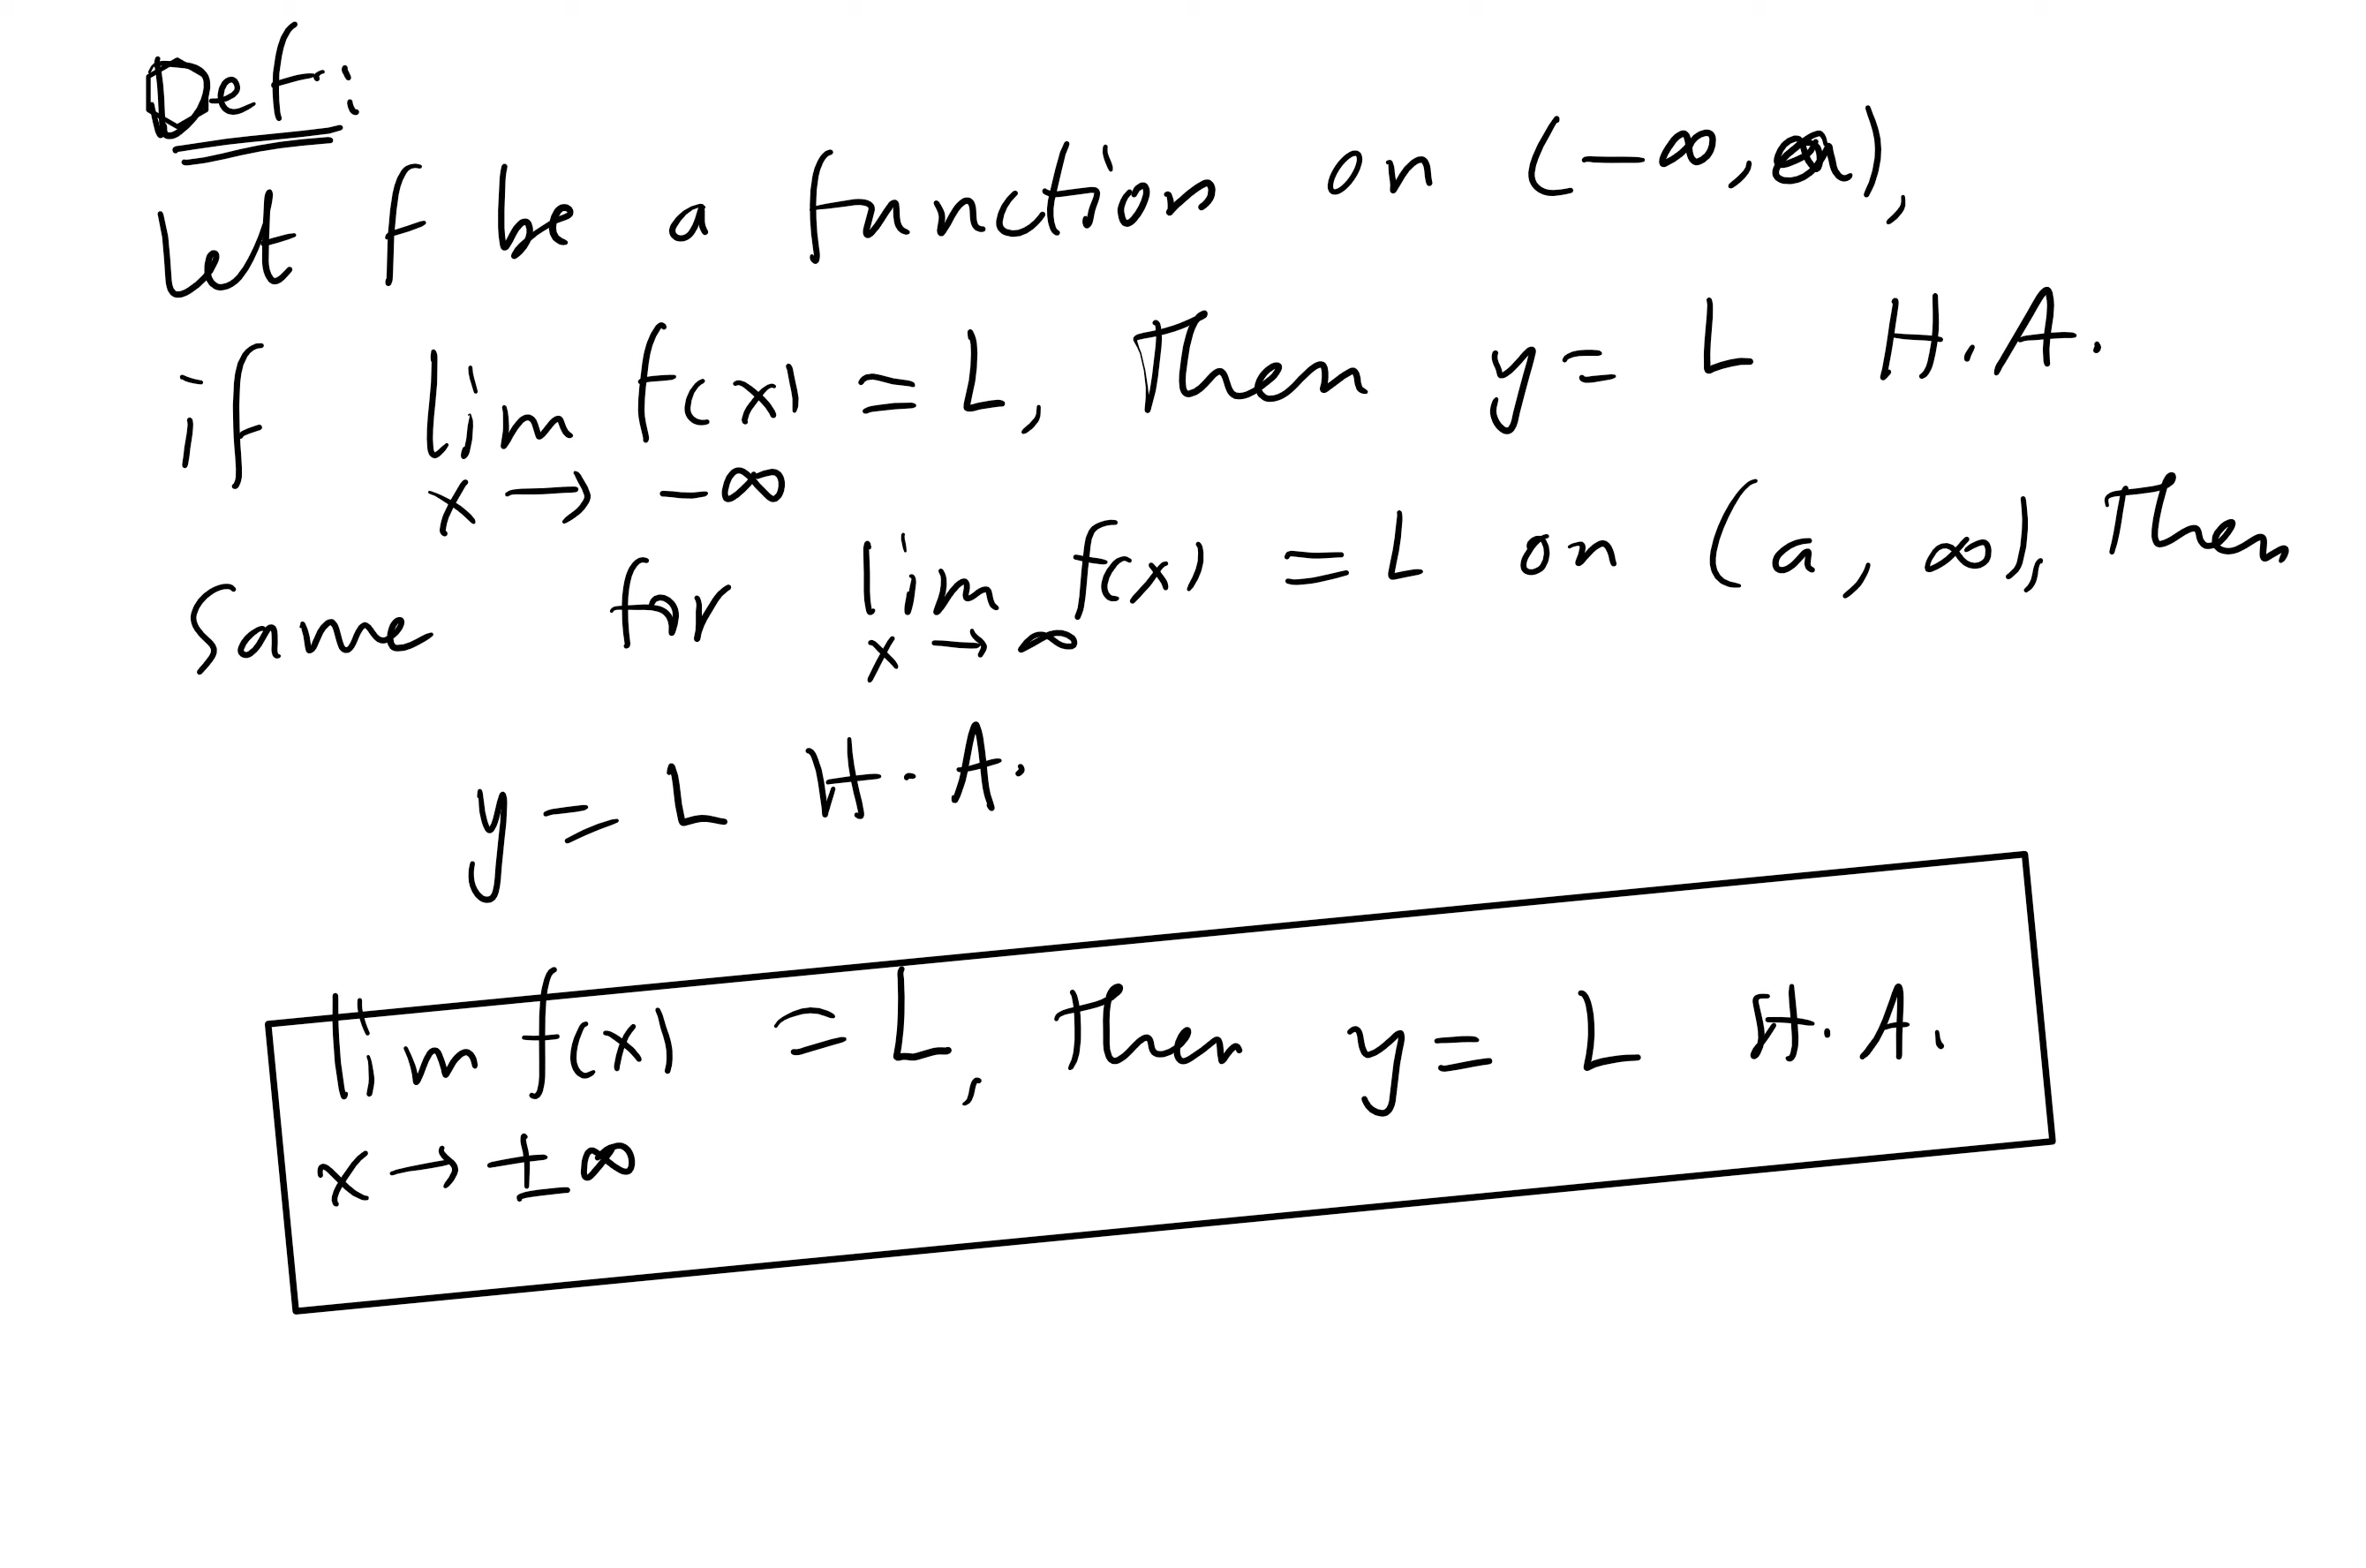 Def:
Let f be a function on (-∞, a),
if lim f(x) = L, then y = L H.A.
x → -∞
Same for lim f(x) = L on (a, ∞), then
x → ∞
y = L H.A.
lim f(x) = L, then y = L H.A.
x → ±∞